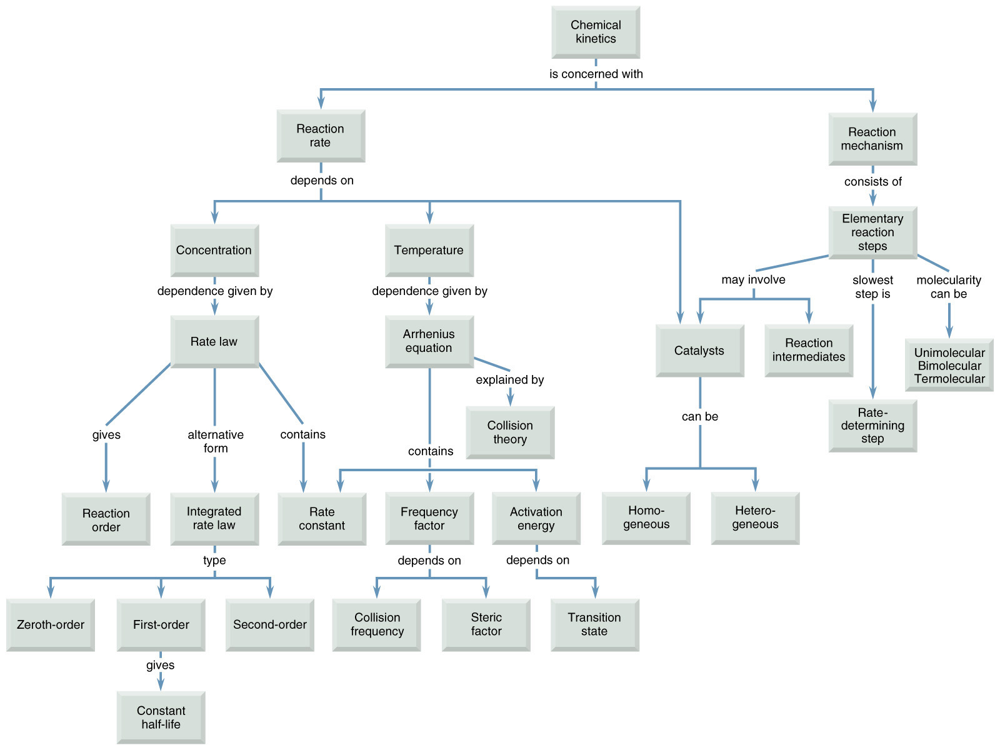 Chemical
kinetics
is concerned with
Reaction
rate
Reaction
mechanism
depends on
consists of
Concentration
Temperature
Elementary
reaction
steps
dependence given by
dependence given by
may involve
slowest
step is
molecularity
can be
Rate law
Arrhenius
equation
Catalysts
Reaction
intermediates
Unimolecular
Bimolecular
Termolecular
explained by
Collision
theory
can be
Rate-
determining
step
gives
alternative
form
contains
contains
Reaction
order
Integrated
rate law
Rate
constant
Frequency
factor
Activation
energy
Homo-
geneous
Hetero-
geneous
type
depends on
depends on
Zeroth-order
First-order
Second-order
Collision
frequency
Steric
factor
Transition
state
gives
Constant
half-life